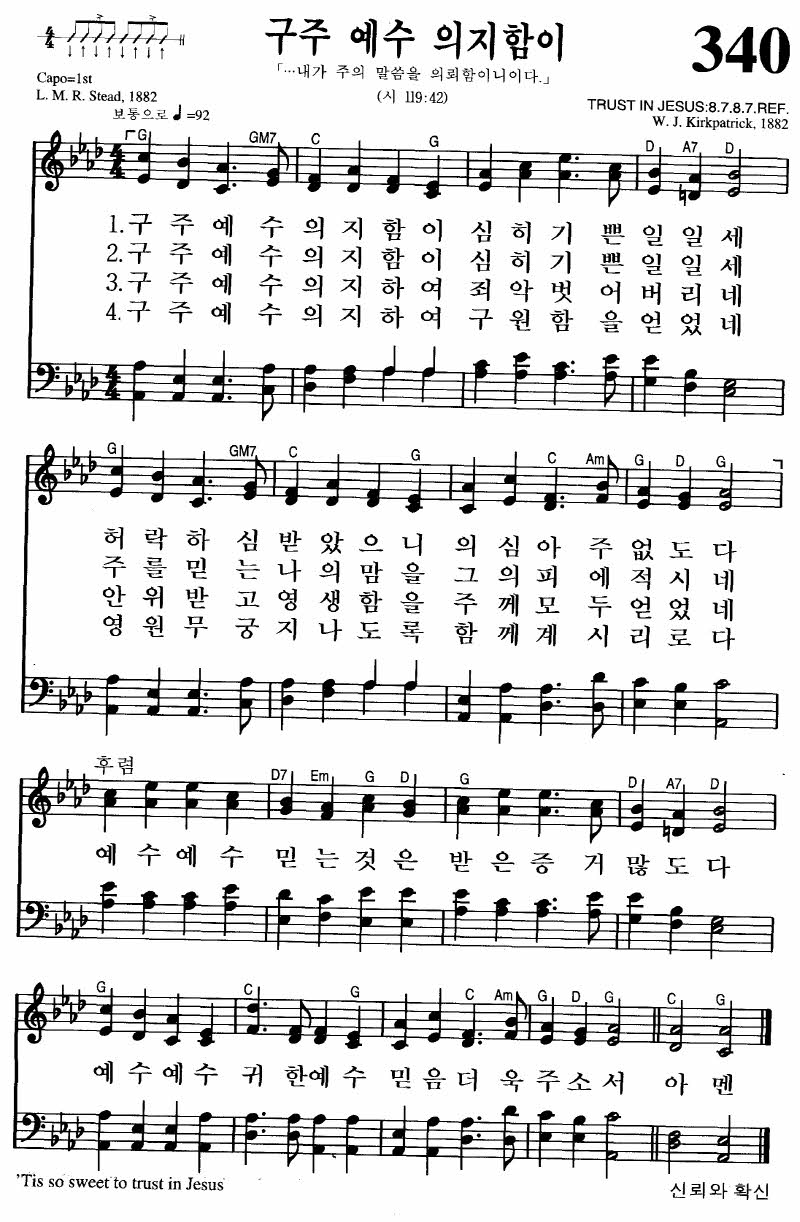 구주 예수 의지함이
340
「…내가 주의 말씀을 의뢰함이니이다.」
(시 119:42)
Capo=1st
L. M. R. Stead, 1882
보통으로 ♩=92
TRUST IN JESUS:8.7.8.7.REF.
W. J. Kirkpatrick, 1882
G GM7 C G D A7 D
1.구 주 예 수 의 지 함 이 심 히 기 쁜 일 일 세
2.구 주 예 수 의 지 함 이 심 히 기 쁜 일 일 세
3.구 주 예 수 의 지 하 여 죄 악 벗 어 버 리 네
4.구 주 예 수 의 지 하 여 구 원 함 을 얻 었 네
G GM7 C C Am G D G
허 락 하 심 받 았 으 니 의 심 아 주 없 도 다
주 를 믿 는 나 의 맘 을 그 의 피 에 적 시 네
안 위 받 고 영 생 함 을 주 께 모 두 얻 었 네
영 원 무 궁 지 나 도 록 함 께 계 시 리 로 다
후렴
D7 Em G D G D A7 D
예 수 예 수 믿 는 것 은 받 은 증 거 많 도 다
G C G C Am G D G C G
예 수 예 수 귀 한 예 수 믿 음 더 욱 주 소 서 아 멘
'Tis so sweet to trust in Jesus
신뢰와 확신